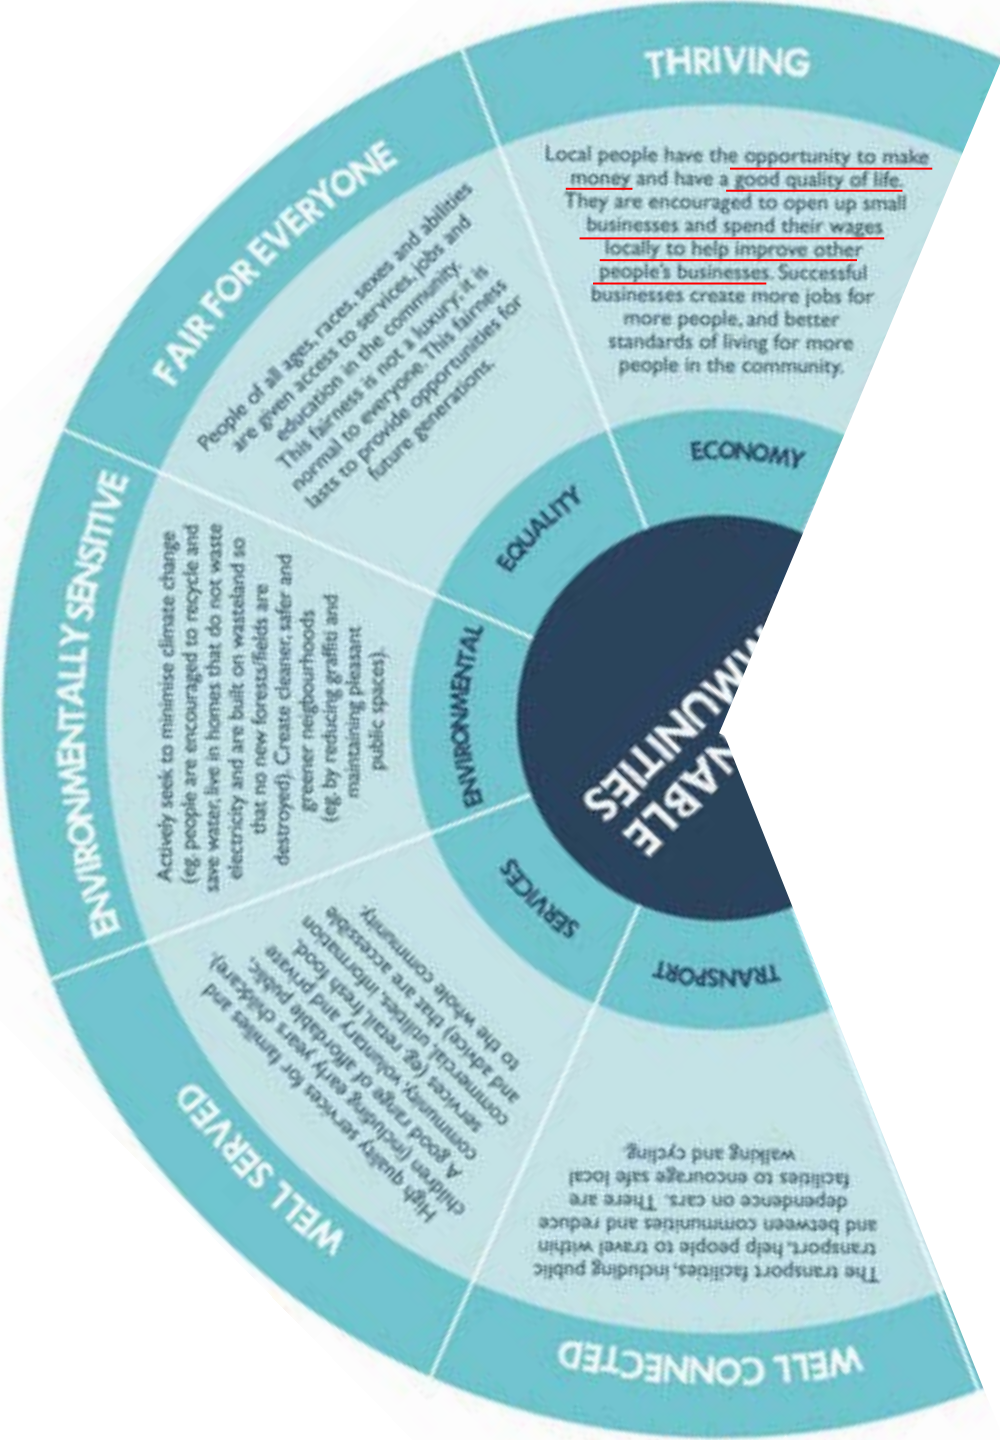 THRIVING
Local people have the opportunity to make
money and have a good quality of life.
They are encouraged to open up small
businesses and spend their wages
locally to help improve other
people's businesses. Successful
businesses create more jobs for
more people, and better
standards of living for more
people in the community.
ECONOMY
FAIR FOR EVERYONE
People of all ages, races, sexes and abilities
are given access to services, jobs and
education in the community.
This fairness is not a luxury, it is
normal to everyone. This fairness
lasts to provide opportunities for
future generations.
EQUALITY
ENVIRONMENTALLY SENSITIVE
Actively seek to minimise climate change
(eg. people are encouraged to recycle and
save water, live in homes that do not waste
electricity and are built on wasteland so
that no new forests/fields are
destroyed). Create cleaner, safer and
greener neigbourhoods
(eg. by reducing graffiti and
maintaining pleasant
public spaces).
ENVIRONMENTAL
WELL SERVED
High quality services for families and
children (including early years childcare).
A good range of affordable public,
community, voluntary and private
services (eg. retail, fresh food,
commercial, utilities, information
and advice) that are accessible
to the whole community.
SERVICES
WELL CONNECTED
The transport facilities, including public
transport, help people to travel within
and between communities and reduce
dependence on cars. There are
facilities to encourage safe local
walking and cycling
TRANSPORT
NABLE
MMUNITIES